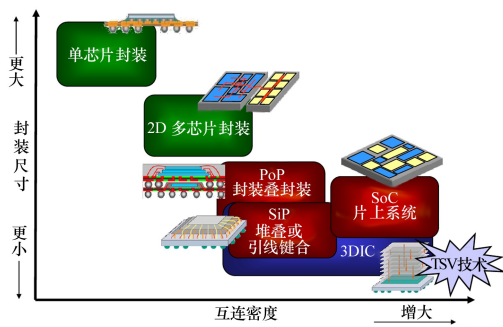 更大
封装尺寸
更小
单芯片封装
2D 多芯片封装
PoP
封装叠封装
SiP
堆叠或
引线键合
SoC
片上系统
3DIC
TSV技术
互连密度
增大